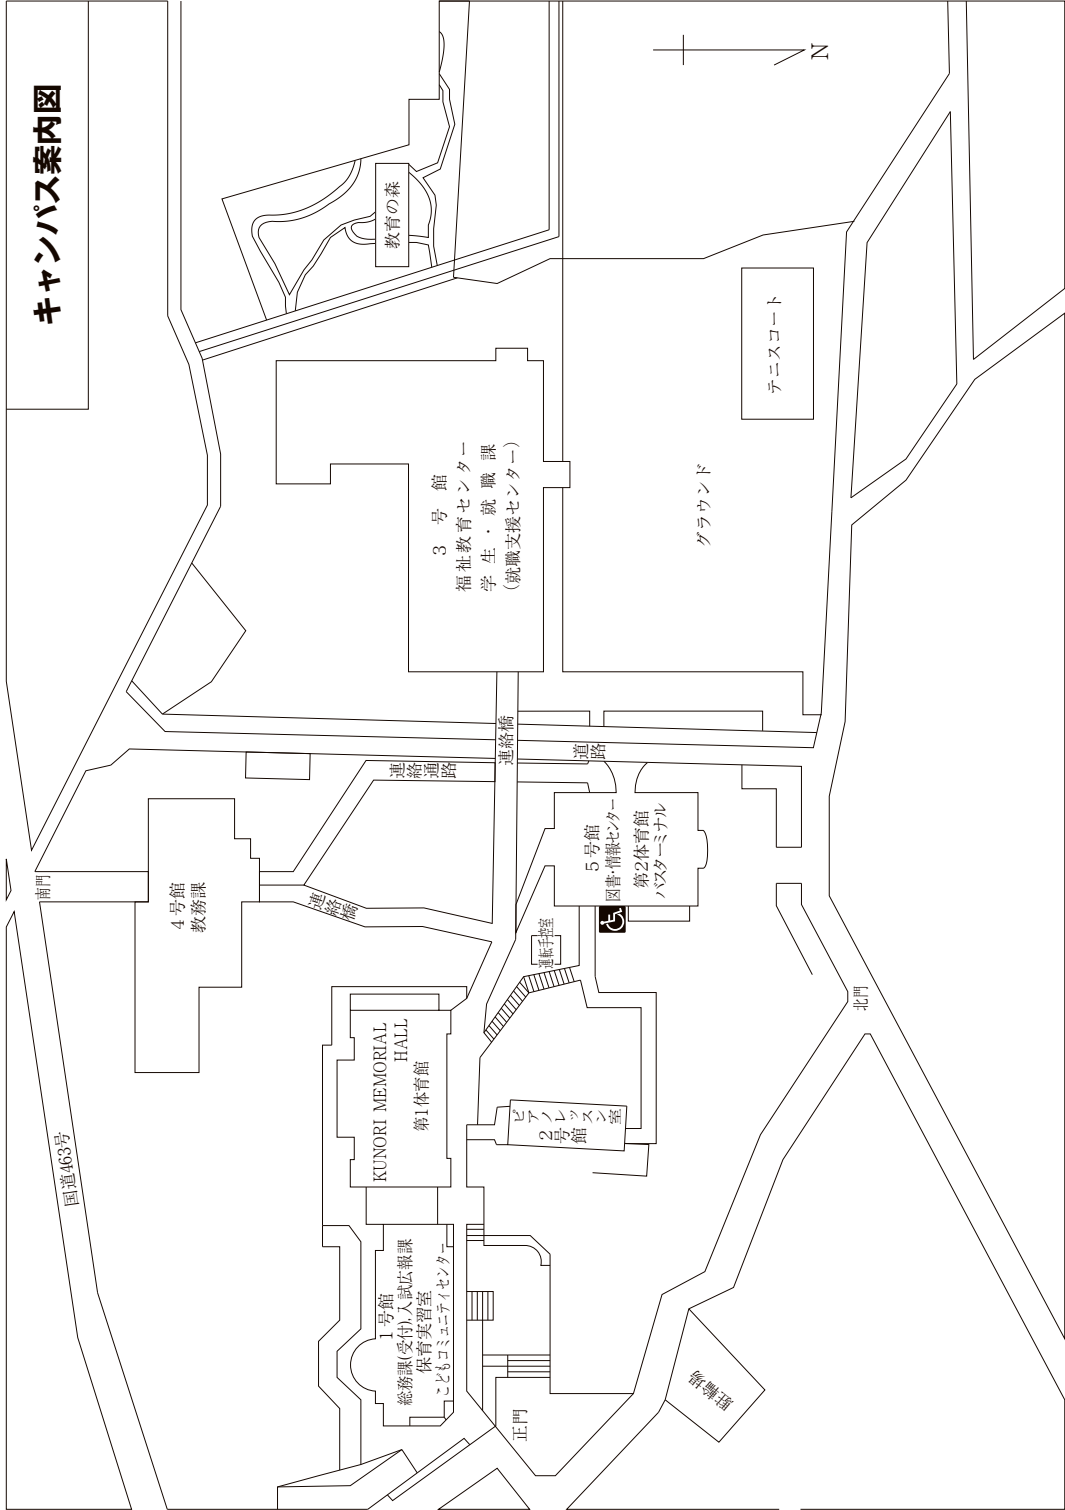 キャンパス案内図
N
教育の森
テニスコート
グラウンド
3号館
福祉教育センター
学生・就職課
(就職支援センター)
連絡橋
道路
連絡通路
5号館
図書・情報センター
第2体育館
バスターミナル
運転手控室
南門
4号館
教務課
連絡橋
北門
KUNORI MEMORIAL
HALL
第1体育館
ピアノレッスン室
2号館
国道463号
1号館
総務課(受付),入試広報課
保育実習室
こどもコミュニティセンター
正門
駐輪場